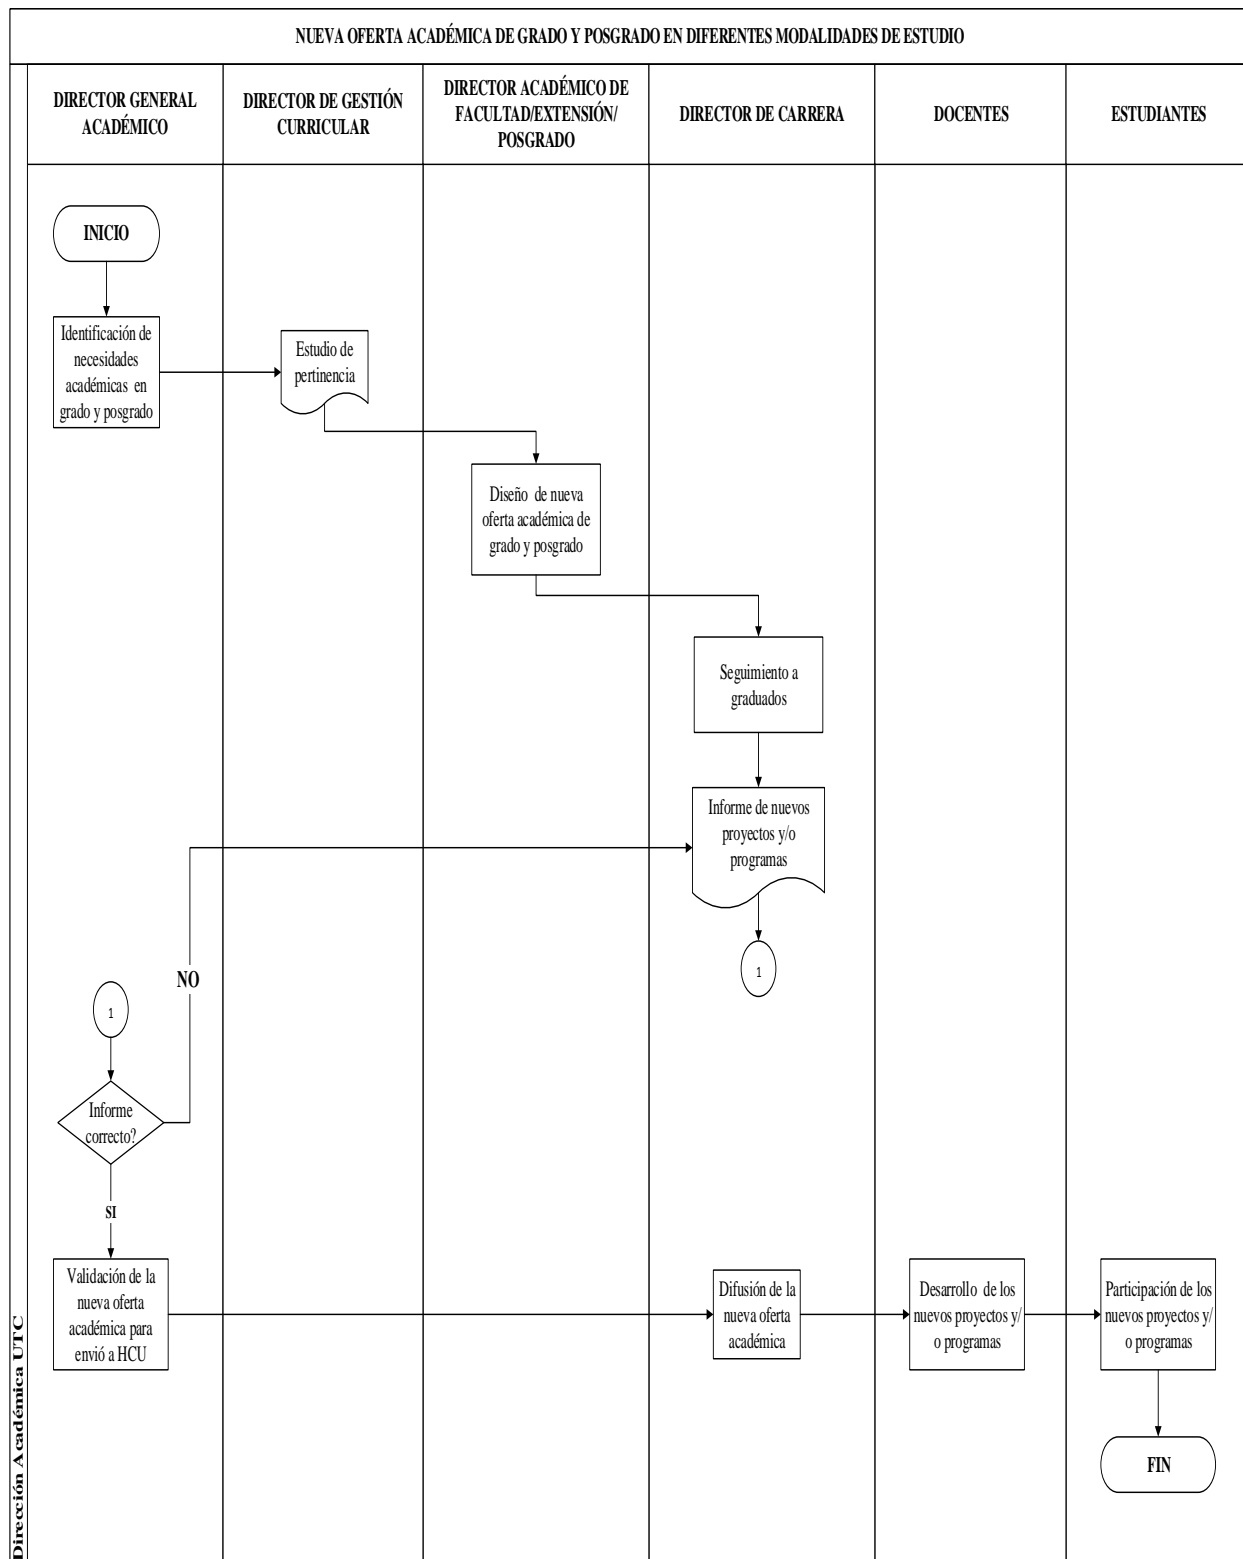 NUEVA OFERTA ACADÉMICA DE GRADO Y POSGRADO EN DIFERENTES MODALIDADES DE ESTUDIO
DIRECTOR GENERAL
ACADÉMICO
DIRECTOR DE GESTIÓN
CURRICULAR
DIRECTOR ACADÉMICO DE
FACULTAD/EXTENSIÓN/
POSGRADO
DIRECTOR DE CARRERA
DOCENTES
ESTUDIANTES
INICIO
Identificación de
necesidades
académicas en
grado y posgrado
Estudio de
pertinencia
Diseño de nueva
oferta académica de
grado y posgrado
Seguimiento a
graduados
Informe de nuevos
proyectos y/o
programas
1
NO
1
Informe
correcto?
SI
Validación de la
nueva oferta
académica para
envió a HCU
Difusión de la
nueva oferta
académica
Desarrollo de los
nuevos proyectos y/
o programas
Participación de los
nuevos proyectos y/
o programas
FIN
Dirección Académica UTC